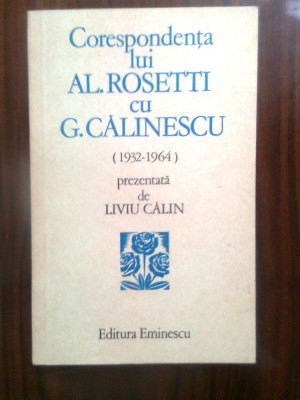 Corespondența
lui
AL. ROSETTI
cu
G. CĂLINESCU
(1932-1964)
prezentată
de
LIVIU CĂLIN
Editura Eminescu